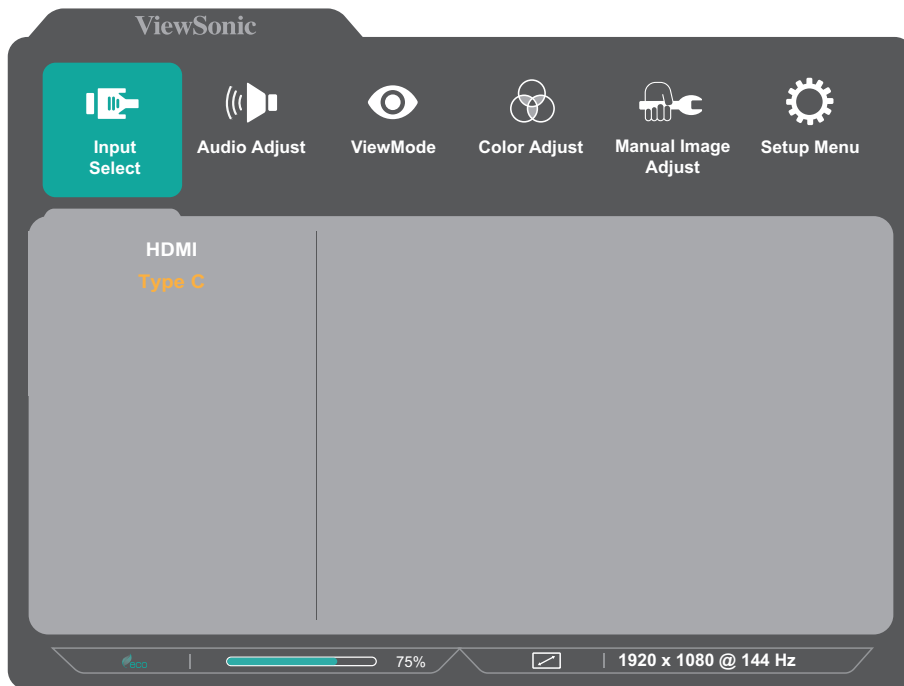 ViewSonic
Input
Select
Audio Adjust
ViewMode
Color Adjust
Manual Image
Adjust
Setup Menu
HDMI
Type C
eco
75%
1920 x 1080 @ 144 Hz